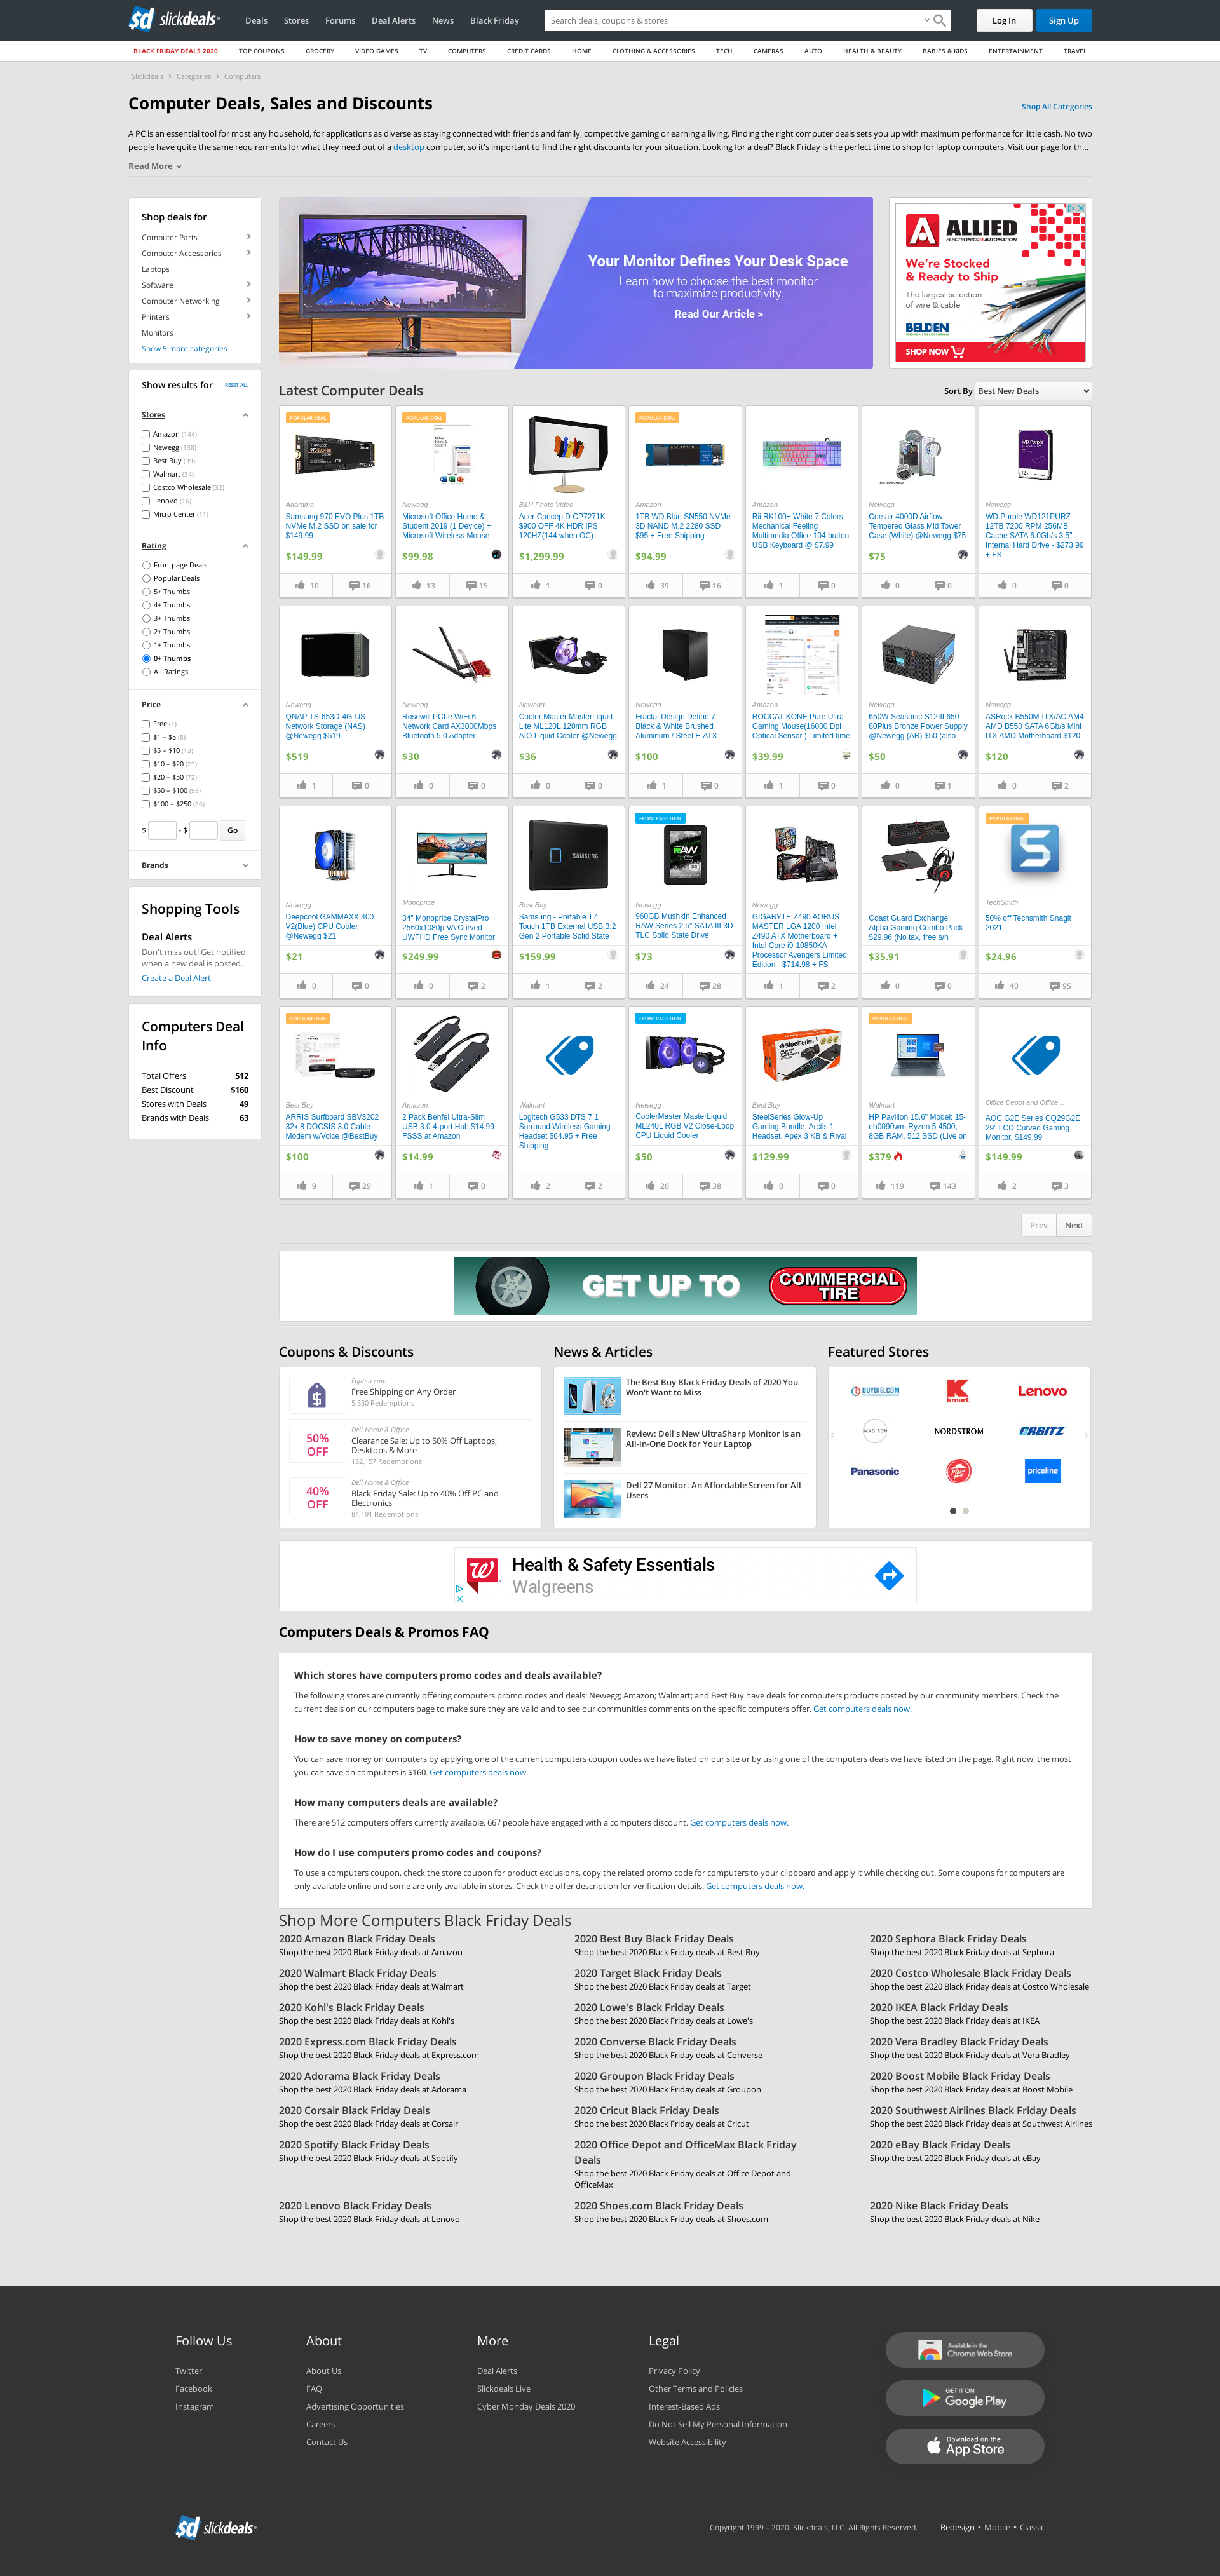 slickdeals
Deals
Stores
Forums
Deal Alerts
News
Black Friday
Search deals, coupons & stores
Log In
Sign Up
BLACK FRIDAY DEALS 2020
TOP COUPONS
GROCERY
VIDEO GAMES
TV
COMPUTERS
CREDIT CARDS
HOME
CLOTHING & ACCESSORIES
TECH
CAMERAS
AUTO
HEALTH & BEAUTY
BABIES & KIDS
ENTERTAINMENT
TRAVEL
Slickdeals > Categories > Computers
Computer Deals, Sales and Discounts
Shop All Categories
A PC is an essential tool for most any household, for applications as diverse as staying connected with friends and family, competitive gaming or earning a living. Finding the right computer deals sets you up with maximum performance for little cash. No two
people have quite the same requirements for what they need out of a desktop computer, so it's important to find the right discounts for your situation. Looking for a deal? Black Friday is the perfect time to shop for laptop computers. Visit our page for th...
Read More
Shop deals for
Computer Parts
Computer Accessories
Laptops
Software
Computer Networking
Printers
Monitors
Show 5 more categories
Show results for
RESET ALL
Stores
Amazon (144)
Newegg (138)
Best Buy (39)
Walmart (34)
Costco Wholesale (32)
Lenovo (16)
Micro Center (11)
Rating
Frontpage Deals
Popular Deals
5+ Thumbs
4+ Thumbs
3+ Thumbs
2+ Thumbs
1+ Thumbs
0+ Thumbs
All Ratings
Price
Free (1)
$1 – $5 (8)
$5 – $10 (13)
$10 – $20 (23)
$20 – $50 (72)
$50 – $100 (98)
$100 – $250 (86)
$ - $ Go
Brands
Shopping Tools
Deal Alerts
Don't miss out! Get notified
when a new deal is posted.
Create a Deal Alert
Computers Deal
Info
Total Offers 512
Best Discount $160
Stores with Deals 49
Brands with Deals 63
Your Monitor Defines Your Desk Space
Learn how to choose the best monitor
to maximize productivity.
Read Our Article >
ALLIED
ELECTRONICS & AUTOMATION
We're Stocked
& Ready to Ship
The largest selection
of wire & cable
BELDEN
SHOP NOW
Latest Computer Deals
Sort By Best New Deals
POPULAR DEAL
Adorama
Samsung 970 EVO Plus 1TB
NVMe M.2 SSD on sale for
$149.99
$149.99
10 16
POPULAR DEAL
Newegg
Microsoft Office Home &
Student 2019 (1 Device) +
Microsoft Wireless Mouse
$99.98
13 15
B&H Photo Video
Acer ConceptD CP7271K
$900 OFF 4K HDR IPS
120HZ(144 when OC)
$1,299.99
1 0
POPULAR DEAL
Amazon
1TB WD Blue SN550 NVMe
3D NAND M.2 2280 SSD
$95 + Free Shipping
$94.99
39 16
Amazon
Rii RK100+ White 7 Colors
Mechanical Feeling
Multimedia Office 104 button
USB Keyboard @ $7.99
1 0
Newegg
Corsair 4000D Airflow
Tempered Glass Mid Tower
Case (White) @Newegg $75
$75
0 0
Newegg
WD Purple WD121PURZ
12TB 7200 RPM 256MB
Cache SATA 6.0Gb/s 3.5"
Internal Hard Drive - $273.99
+ FS
0 0
Newegg
QNAP TS-653D-4G-US
Network Storage (NAS)
@Newegg $519
$519
1 0
Newegg
Rosewill PCI-e WiFi 6
Network Card AX3000Mbps
Bluetooth 5.0 Adapter
$30
0 0
Newegg
Cooler Master MasterLiquid
Lite ML120L 120mm RGB
AIO Liquid Cooler @Newegg
$36
0 0
Newegg
Fractal Design Define 7
Black & White Brushed
Aluminum / Steel E-ATX
$100
1 0
Amazon
ROCCAT KONE Pure Ultra
Gaming Mouse(16000 Dpi
Optical Sensor ) Limited time
$39.99
1 0
Newegg
650W Seasonic S12III 650
80Plus Bronze Power Supply
@Newegg (AR) $50 (also
$50
0 1
Newegg
ASRock B550M-ITX/AC AM4
AMD B550 SATA 6Gb/s Mini
ITX AMD Motherboard $120
$120
0 2
Newegg
Deepcool GAMMAXX 400
V2(Blue) CPU Cooler
@Newegg $21
$21
0 0
Monoprice
34" Monoprice CrystalPro
2560x1080p VA Curved
UWFHD Free Sync Monitor
$249.99
0 2
SAMSUNG
Best Buy
Samsung - Portable T7
Touch 1TB External USB 3.2
Gen 2 Portable Solid State
$159.99
1 2
FRONTPAGE DEAL
RAW
Newegg
960GB Mushkin Enhanced
RAW Series 2.5" SATA III 3D
TLC Solid State Drive
$73
24 28
Newegg
GIGABYTE Z490 AORUS
MASTER LGA 1200 Intel
Z490 ATX Motherboard +
Intel Core i9-10850KA
Processor Avengers Limited
Edition - $714.98 + FS
1 2
Coast Guard Exchange:
Alpha Gaming Combo Pack
$29.96 (No tax, free s/h
$35.91
0 0
POPULAR DEAL
TechSmith
50% off Techsmith Snagit
2021
$24.96
40 95
POPULAR DEAL
Best Buy
ARRIS Surfboard SBV3202
32x 8 DOCSIS 3.0 Cable
Modem w/Voice @BestBuy
$100
9 29
Amazon
2 Pack Benfei Ultra-Slim
USB 3.0 4-port Hub $14.99
FSSS at Amazon
$14.99
1 0
Walmart
Logitech G533 DTS 7.1
Surround Wireless Gaming
Headset $64.95 + Free
Shipping
2 2
FRONTPAGE DEAL
Newegg
CoolerMaster MasterLiquid
ML240L RGB V2 Close-Loop
CPU Liquid Cooler
$50
26 38
steelseries
Best Buy
SteelSeries Glow-Up
Gaming Bundle: Arctis 1
Headset, Apex 3 KB & Rival
$129.99
0 0
POPULAR DEAL
Walmart
HP Pavilion 15.6" Model: 15-
eh0090wm Ryzen 5 4500,
8GB RAM, 512 SSD (Live on
$379
119 143
Office Depot and Office...
AOC G2E Series CQ29G2E
29" LCD Curved Gaming
Monitor, $149.99
$149.99
2 3
Prev Next
GET UP TO
COMMERCIAL
TIRE
Coupons & Discounts
Fujitsu.com
Free Shipping on Any Order
5,330 Redemptions
50%
OFF
Dell Home & Office
Clearance Sale: Up to 50% Off Laptops,
Desktops & More
132,157 Redemptions
40%
OFF
Dell Home & Office
Black Friday Sale: Up to 40% Off PC and
Electronics
84,191 Redemptions
News & Articles
The Best Buy Black Friday Deals of 2020 You
Won't Want to Miss
Review: Dell's New UltraSharp Monitor Is an
All-in-One Dock for Your Laptop
Dell 27 Monitor: An Affordable Screen for All
Users
Featured Stores
BUYDIG.COM
kmart
Lenovo
MADISON
NORDSTROM
ORBITZ
Panasonic
Pizza Hut
priceline
Health & Safety Essentials
Walgreens
Computers Deals & Promos FAQ
Which stores have computers promo codes and deals available?
The following stores are currently offering computers promo codes and deals: Newegg; Amazon; Walmart; and Best Buy have deals for computers products posted by our community members. Check the
current deals on our computers page to make sure they are valid and to see our communities comments on the specific computers offer. Get computers deals now.
How to save money on computers?
You can save money on computers by applying one of the current computers coupon codes we have listed on our site or by using one of the computers deals we have listed on the page. Right now, the most
you can save on computers is $160. Get computers deals now.
How many computers deals are available?
There are 512 computers offers currently available. 667 people have engaged with a computers discount. Get computers deals now.
How do I use computers promo codes and coupons?
To use a computers coupon, check the store coupon for product exclusions, copy the related promo code for computers to your clipboard and apply it while checking out. Some coupons for computers are
only available online and some are only available in stores. Check the offer description for verification details. Get computers deals now.
Shop More Computers Black Friday Deals
2020 Amazon Black Friday Deals
Shop the best 2020 Black Friday deals at Amazon
2020 Best Buy Black Friday Deals
Shop the best 2020 Black Friday deals at Best Buy
2020 Sephora Black Friday Deals
Shop the best 2020 Black Friday deals at Sephora
2020 Walmart Black Friday Deals
Shop the best 2020 Black Friday deals at Walmart
2020 Target Black Friday Deals
Shop the best 2020 Black Friday deals at Target
2020 Costco Wholesale Black Friday Deals
Shop the best 2020 Black Friday deals at Costco Wholesale
2020 Kohl's Black Friday Deals
Shop the best 2020 Black Friday deals at Kohl's
2020 Lowe's Black Friday Deals
Shop the best 2020 Black Friday deals at Lowe's
2020 IKEA Black Friday Deals
Shop the best 2020 Black Friday deals at IKEA
2020 Express.com Black Friday Deals
Shop the best 2020 Black Friday deals at Express.com
2020 Converse Black Friday Deals
Shop the best 2020 Black Friday deals at Converse
2020 Vera Bradley Black Friday Deals
Shop the best 2020 Black Friday deals at Vera Bradley
2020 Adorama Black Friday Deals
Shop the best 2020 Black Friday deals at Adorama
2020 Groupon Black Friday Deals
Shop the best 2020 Black Friday deals at Groupon
2020 Boost Mobile Black Friday Deals
Shop the best 2020 Black Friday deals at Boost Mobile
2020 Corsair Black Friday Deals
Shop the best 2020 Black Friday deals at Corsair
2020 Cricut Black Friday Deals
Shop the best 2020 Black Friday deals at Cricut
2020 Southwest Airlines Black Friday Deals
Shop the best 2020 Black Friday deals at Southwest Airlines
2020 Spotify Black Friday Deals
Shop the best 2020 Black Friday deals at Spotify
2020 Office Depot and OfficeMax Black Friday
Deals
Shop the best 2020 Black Friday deals at Office Depot and
OfficeMax
2020 eBay Black Friday Deals
Shop the best 2020 Black Friday deals at eBay
2020 Lenovo Black Friday Deals
Shop the best 2020 Black Friday deals at Lenovo
2020 Shoes.com Black Friday Deals
Shop the best 2020 Black Friday deals at Shoes.com
2020 Nike Black Friday Deals
Shop the best 2020 Black Friday deals at Nike
Follow Us
Twitter
Facebook
Instagram
About
About Us
FAQ
Advertising Opportunities
Careers
Contact Us
More
Deal Alerts
Slickdeals Live
Cyber Monday Deals 2020
Legal
Privacy Policy
Other Terms and Policies
Interest-Based Ads
Do Not Sell My Personal Information
Website Accessibility
Available in the
Chrome Web Store
GET IT ON
Google Play
Download on the
App Store
slickdeals
Copyright 1999 – 2020. Slickdeals, LLC. All Rights Reserved.
Redesign • Mobile • Classic